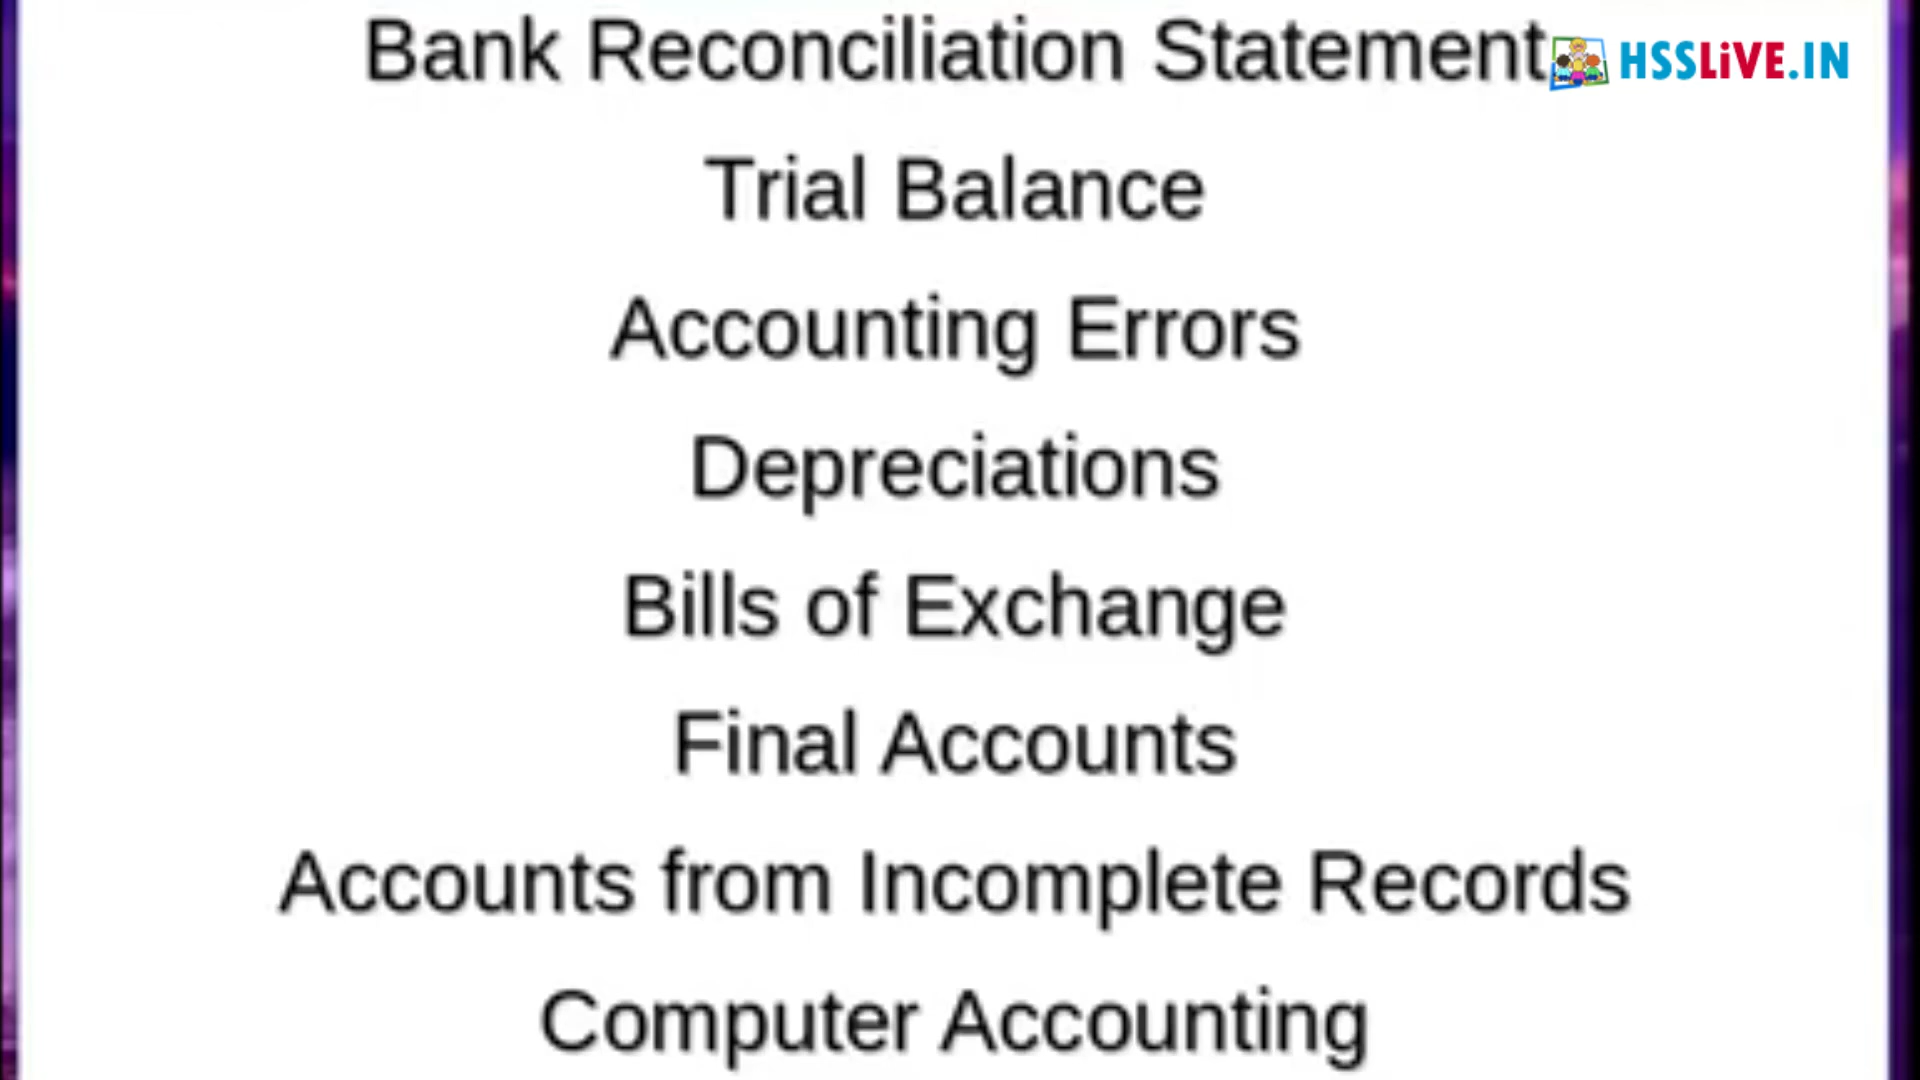 Bank Reconciliation Statement
HSSLiVE.IN
Trial Balance
Accounting Errors
Depreciations
Bills of Exchange
Final Accounts
Accounts from Incomplete Records
Computer Accounting